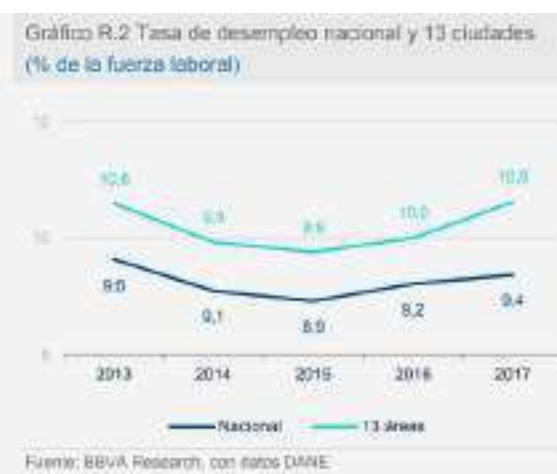 Gráfico R.2 Tasa de desempleo nacional y 13 ciudades
(% de la fuerza laboral)
10,6
9,9
10,0
10,6
10
9,1
8,9
9,2
9,4
2013
2014
2015
2016
2017
Nacional
13 áreas
Fuente: BBVA Research, con datos DANE